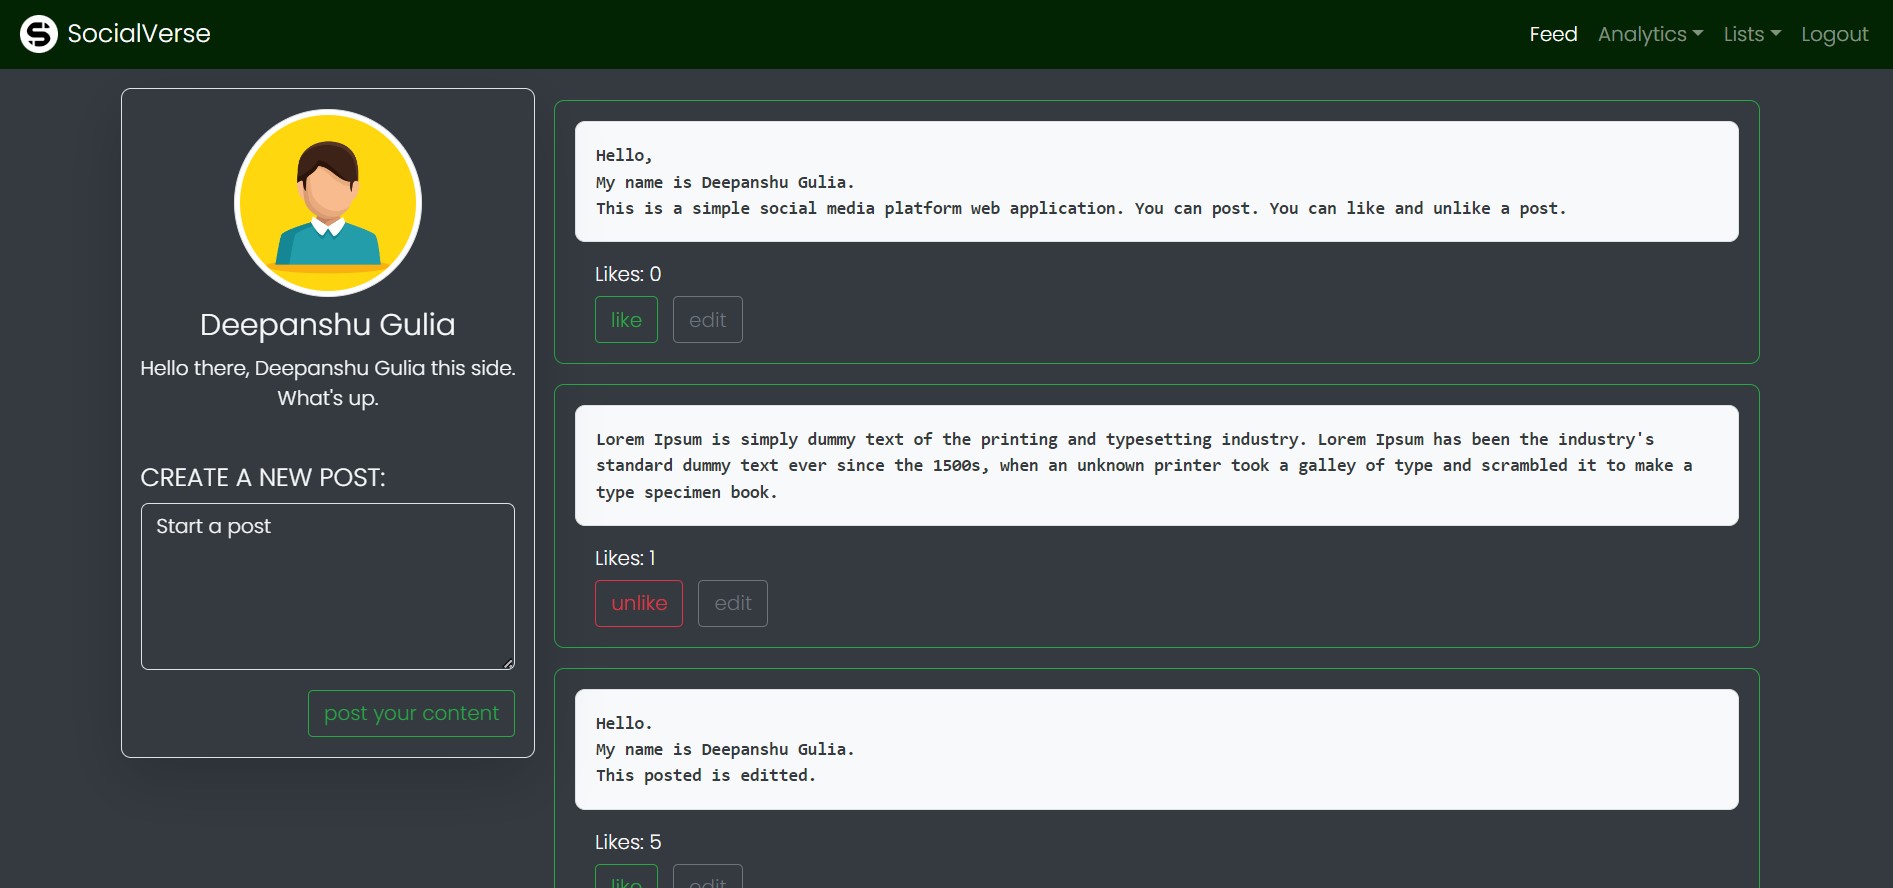 SocialVerse
Feed Analytics Lists Logout
Deepanshu Gulia
Hello there, Deepanshu Gulia this side.
What's up.
CREATE A NEW POST:
Start a post
post your content
Hello,
My name is Deepanshu Gulia.
This is a simple social media platform web application. You can post. You can like and unlike a post.
Likes: 0
like edit
Lorem Ipsum is simply dummy text of the printing and typesetting industry. Lorem Ipsum has been the industry's
standard dummy text ever since the 1500s, when an unknown printer took a galley of type and scrambled it to make a
type specimen book.
Likes: 1
unlike edit
Hello.
My name is Deepanshu Gulia.
This posted is editted.
Likes: 5
like edit